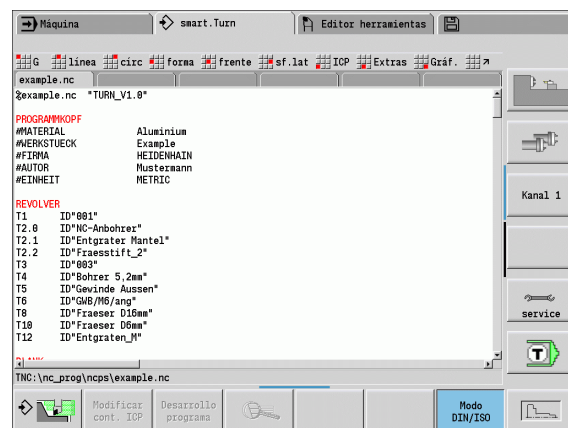 Máquina smart.Turn Editor herramientas
G línea circ forma frente sf.lat ICP Extras Gráf.
example.nc
%example.nc "TURN_V1.0"
PROGRAMMKOPF
#MATERIAL Aluminium
#WERKSTUECK Example
#FIRMA HEIDENHAIN
#AUTOR Mustermann
#EINHEIT METRIC
REVOLVER
T1 ID"001"
T2.0 ID"NC-Anbohrer"
T2.1 ID"Entgrater Mantel"
T2.2 ID"Fraesstift_2"
T3 ID"003"
T4 ID"Bohrer 5,2mm"
T5 ID"Gewinde Aussen"
T6 ID"GWB/M6/ang"
T8 ID"Fraeser D16mm"
T10 ID"Fraeser D6mm"
T12 ID"Entgraten_M"
BLANK
TNC:\nc_prog\ncps\example.nc
Kanal 1
service
T
Modificar cont. ICP
Desarrollo programa
Modo DIN/ISO